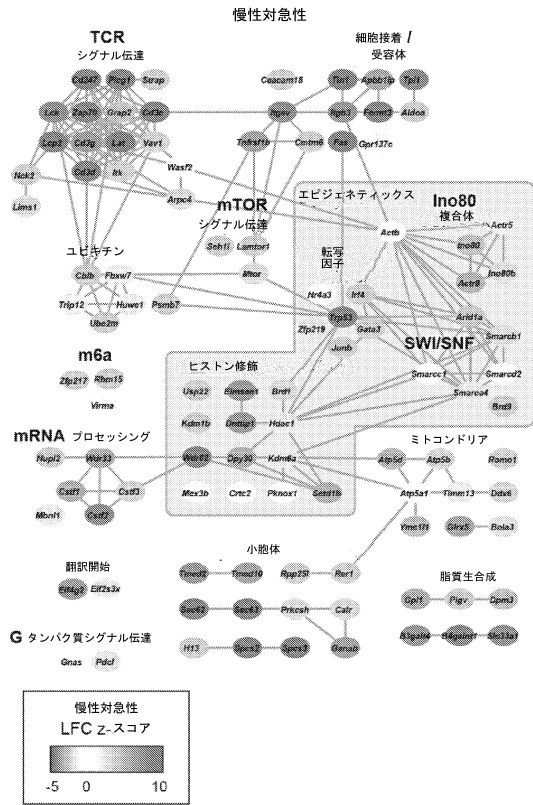 慢性対急性
TCR
シグナル伝達
細胞接着 /
受容体
Cd247 Plcg1 Strap
Ceacam18 Tln1 Apbb1ip Tpi1
Lck Zap70 Grap2 Cd3e
Itgav Itgb3 Fermt3 Aldoa
Lcp2 Cd3g Lat Vav1
Tnfrsf1b Cmtm6 Fas Gpr137c
Nck2 Cd3d Itk Wasf2
Lims1 Arpc4
mTOR
シグナル伝達
Seh1l Lamtor1
Mtor
エピジェネティックス
Ino80
複合体
Actb Actr5
Ino80 Ino80b
Actr8
ユビキチン
Cblb Fbxw7
Trip12 Huwe1 Psmb7
Ube2m
転写
因子
Nr4a3 Irf4
Trp53
Zfp219 Gata3
Junb
Arid1a
SWI/SNF Smarcb1
Smarcc1 Smarcd2
Smarca4
Brd9
m6a
Zfp217 Rbm15
Virma
ヒストン修飾
Usp22 Elmsan1 Brd1
Kdm1b Dnttip1 Hdac1
Wdr82 Dpy30 Kdm6a
Mex3b Crtc2 Pknox1 Setd1b
mRNA プロセッシング
Nupl2 Wdr33
Cstf1 Cstf3
Mbnl1 Cstf2
ミトコンドリア
Atp5d Atp5b Romo1
Atp5a1 Timm13 Ddx6
Yme1l1 Glrx5 Bola3
翻訳開始
Eif4g2 Eif2s3x
小胞体
Tmed2 Tmed10 Rpp25l Rer1
Sec62 Sec63 Prkcsh Calr
H13 Spcs2 Spcs3 Ganab
脂質生合成
Gpi1 Pigv Dpm3
B3galt4 B4galnt1 Slc33a1
G タンパク質シグナル伝達
Gnas Pdcl
慢性対急性
LFC z-スコア
-5 0 10